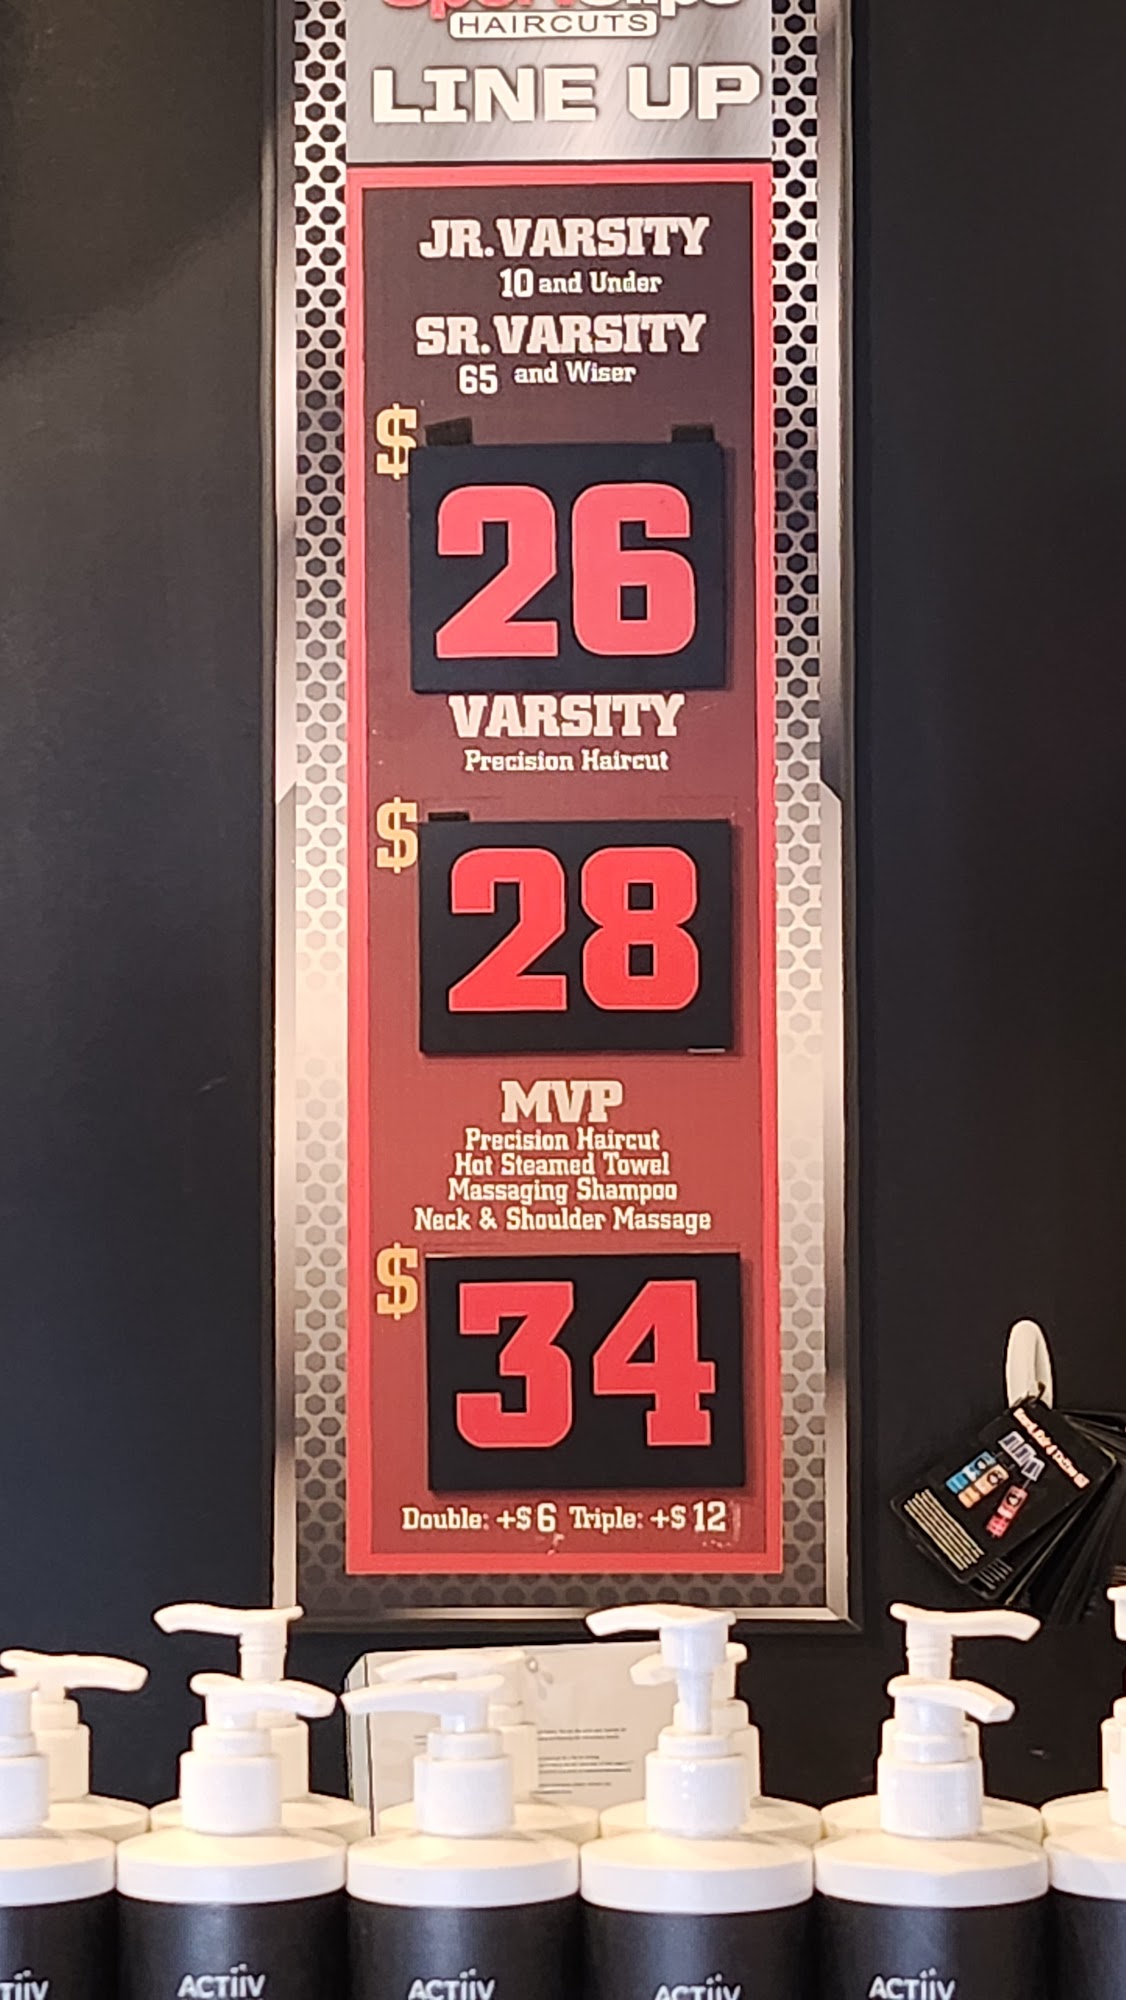 HAIRCUTS
LINE UP
JR. VARSITY
10 and Under
SR. VARSITY
65 and Wiser
$
26
VARSITY
Precision Haircut
$
28
MVP
Precision Haircut
Hot Steamed Towel
Massaging Shampoo
Neck & Shoulder Massage
$
34
Double: +$6 Triple: +$12
ACTiiV
ACTiiV
ACTiiV
ACTiiV